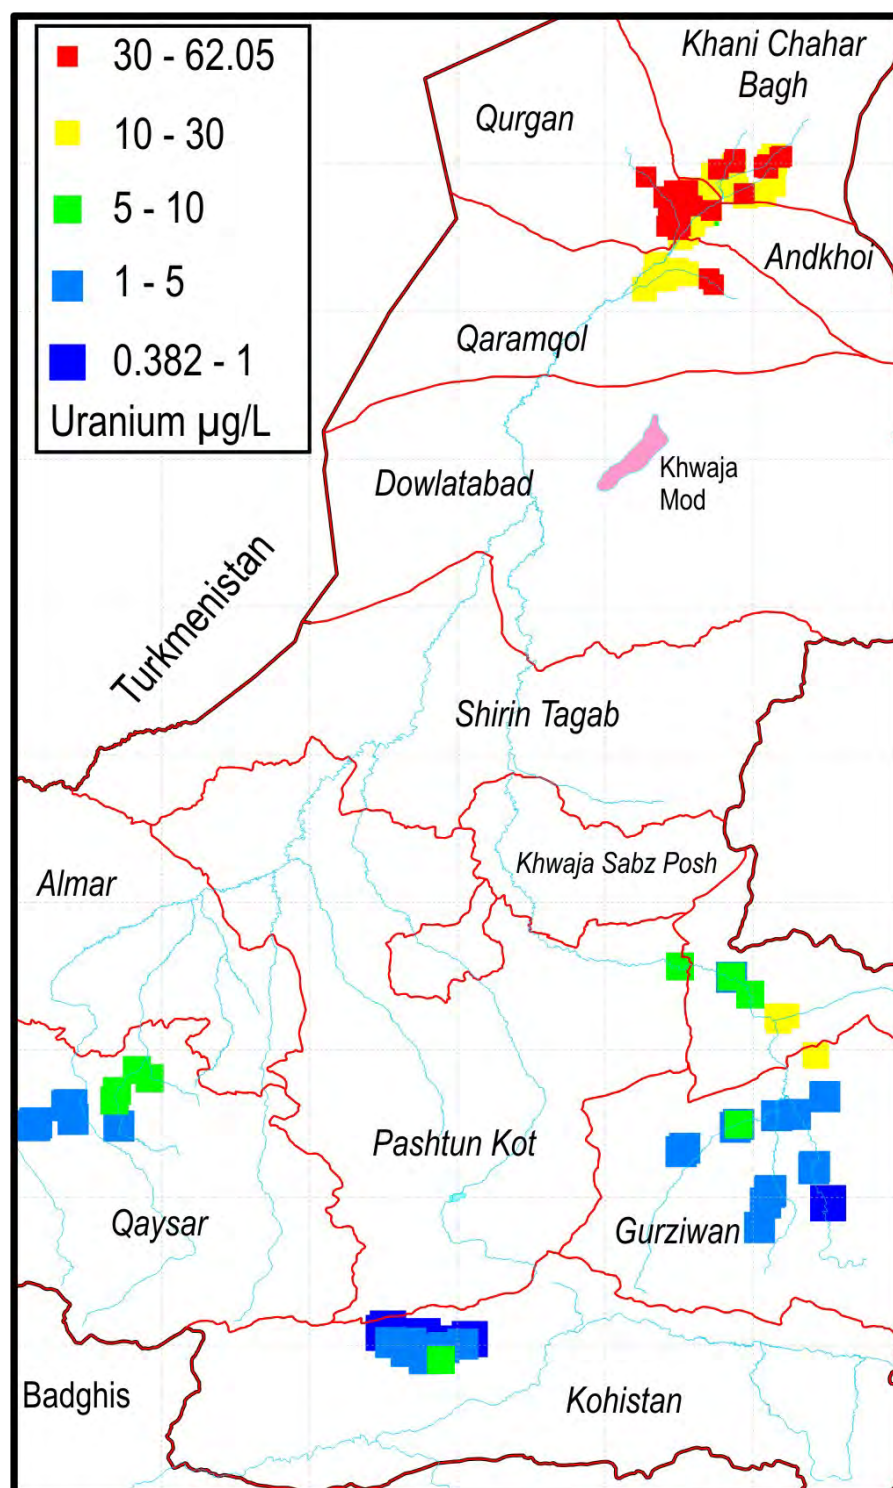 30 - 62.05
10 - 30
5 - 10
1 - 5
0.382 - 1
Uranium µg/L
Khani Chahar
Bagh
Qurgan
Andkhoi
Qaramqol
Khwaja
Mod
Dowlatabad
Turkmenistan
Shirin Tagab
Khwaja Sabz Posh
Almar
Pashtun Kot
Qaysar
Gurziwan
Badghis
Kohistan